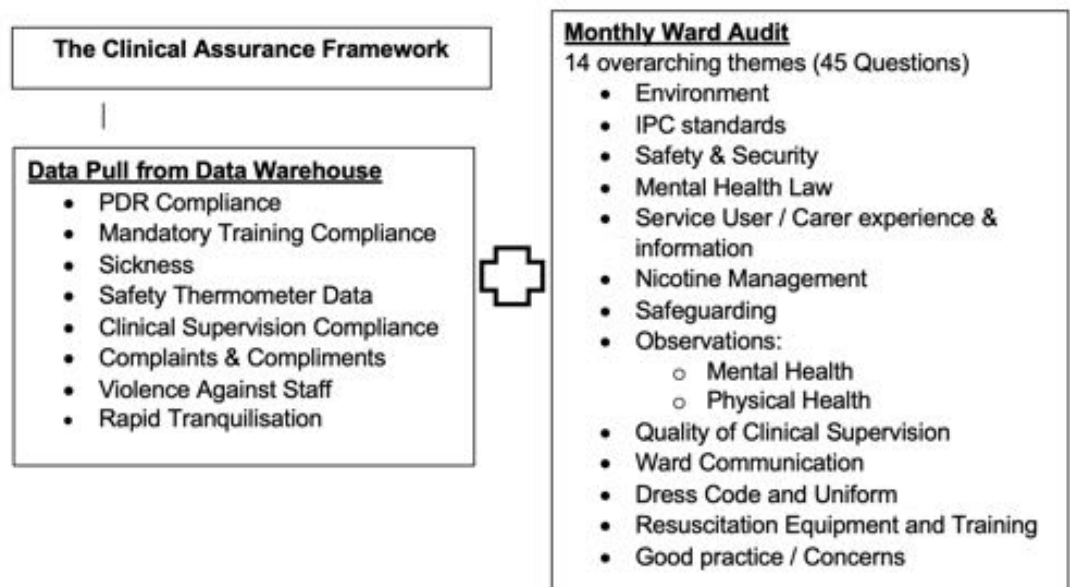 The Clinical Assurance Framework
Data Pull from Data Warehouse
• PDR Compliance
• Mandatory Training Compliance
• Sickness
• Safety Thermometer Data
• Clinical Supervision Compliance
• Complaints & Compliments
• Violence Against Staff
• Rapid Tranquilisation
Monthly Ward Audit
14 overarching themes (45 Questions)
• Environment
• IPC standards
• Safety & Security
• Mental Health Law
• Service User / Carer experience &
information
• Nicotine Management
• Safeguarding
• Observations:
o Mental Health
o Physical Health
• Quality of Clinical Supervision
• Ward Communication
• Dress Code and Uniform
• Resuscitation Equipment and Training
• Good practice / Concerns